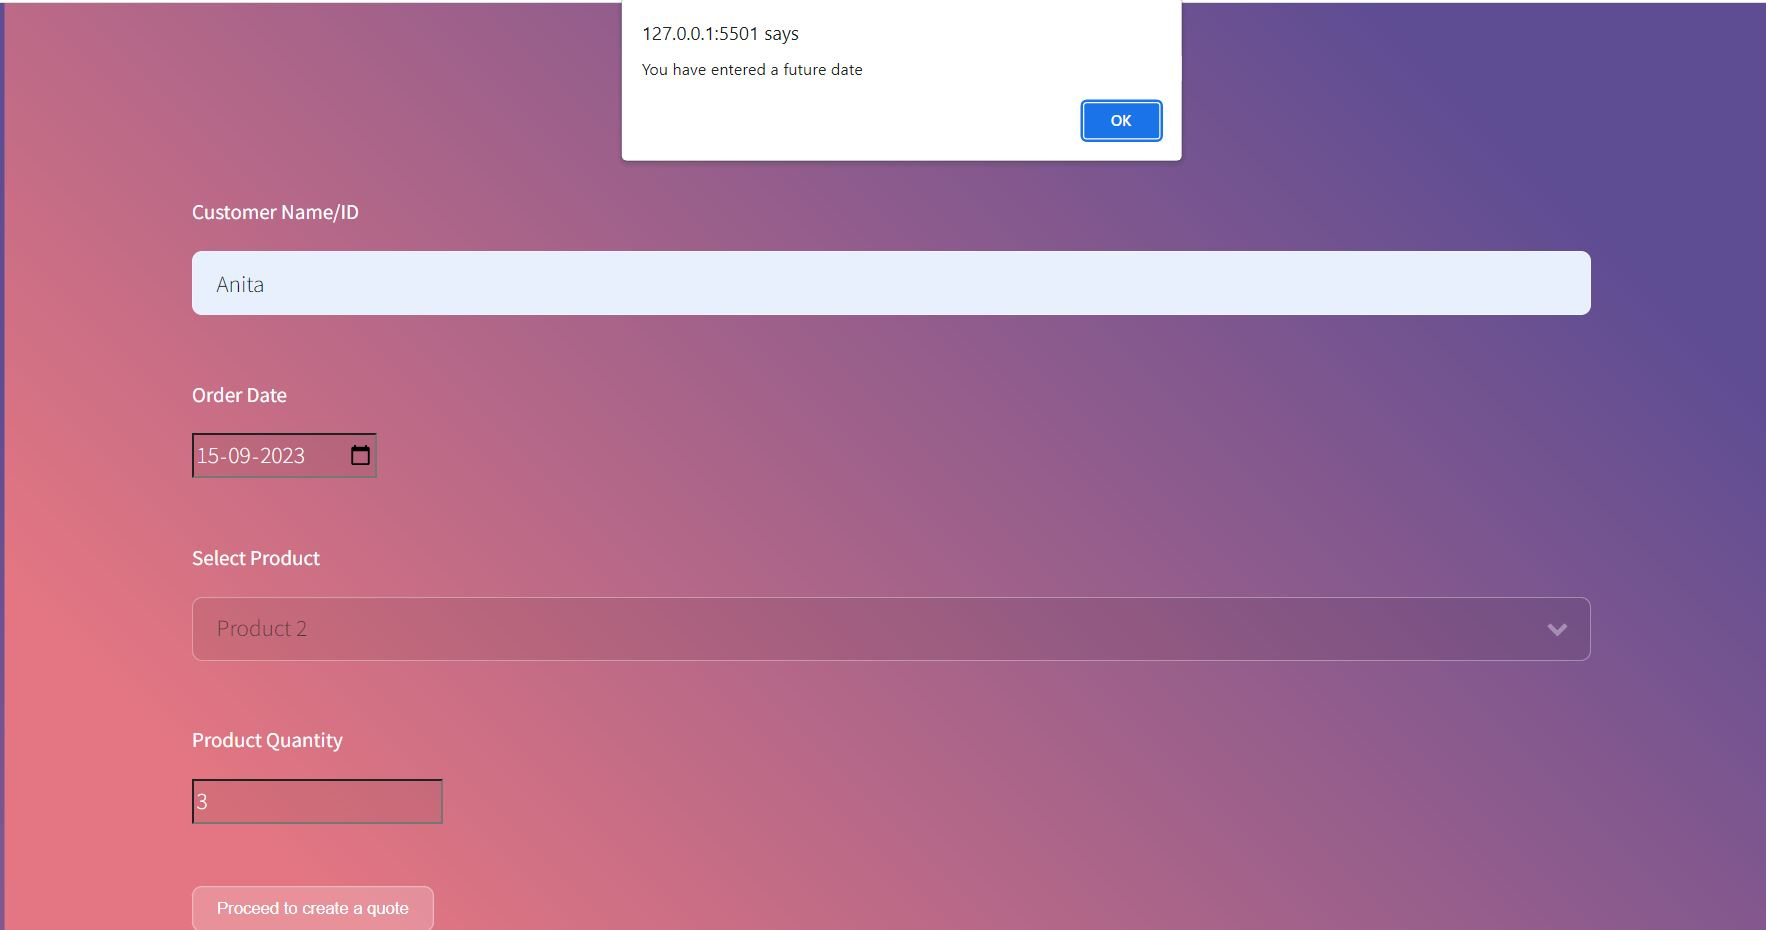 127.0.0.1:5501 says
You have entered a future date
OK
Customer Name/ID
Anita
Order Date
15-09-2023
Select Product
Product 2
Product Quantity
3
Proceed to create a quote